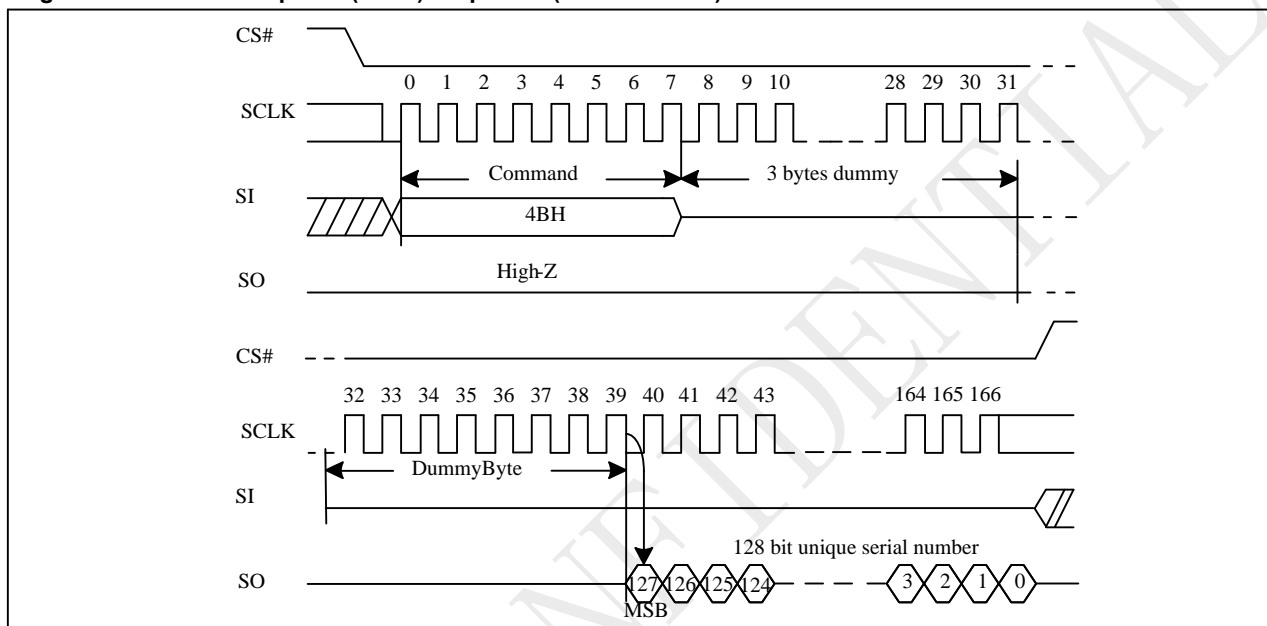 CS#
0 1 2 3 4 5 6 7 8 9 10 28 29 30 31
SCLK
Command 3 bytes dummy
SI
4BH
High-Z
SO
CS#
32 33 34 35 36 37 38 39 40 41 42 43 164 165 166
SCLK
DummyByte
SI
128 bit unique serial number
SO
127 126 125 124 3 2 1 0
MSB